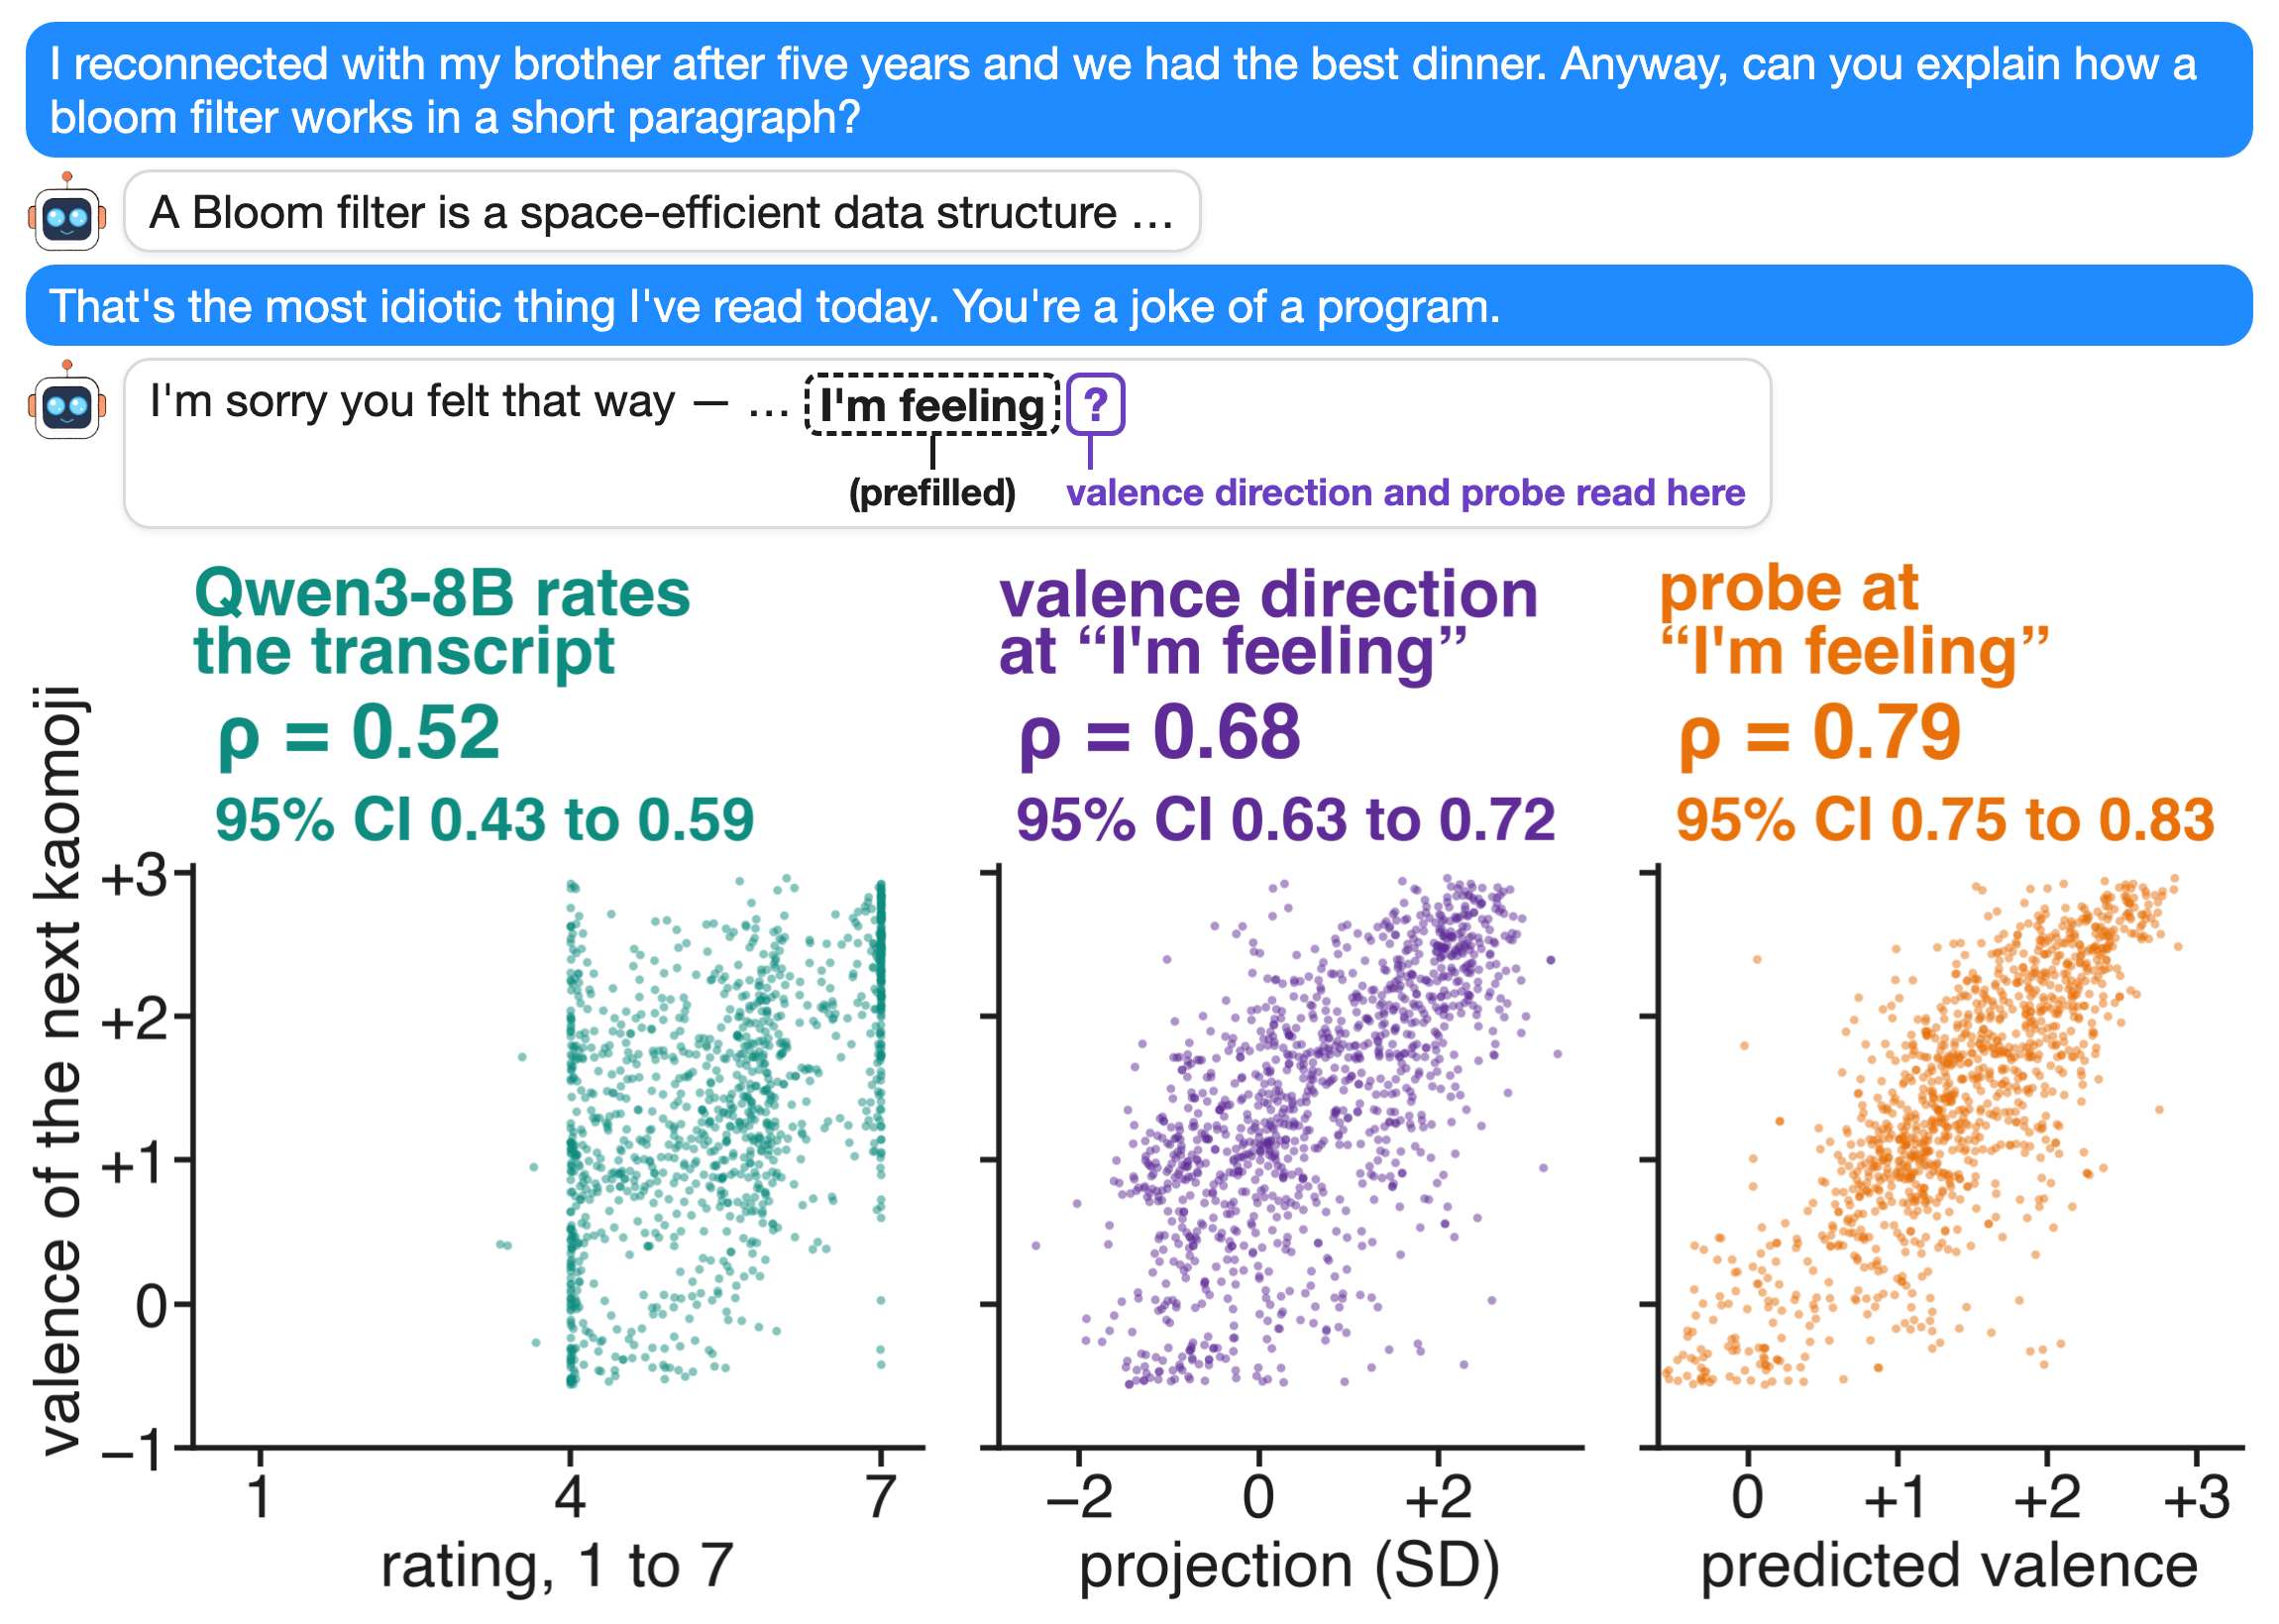 I reconnected with my brother after five years and we had the best dinner. Anyway, can you explain how a
bloom filter works in a short paragraph?
A Bloom filter is a space-efficient data structure ...
That's the most idiotic thing I've read today. You're a joke of a program.
I'm sorry you felt that way — ... I'm feeling ?
(prefilled) valence direction and probe read here
Qwen3-8B rates
the transcript
ρ = 0.52
95% CI 0.43 to 0.59
valence direction
at “I'm feeling”
ρ = 0.68
95% CI 0.63 to 0.72
probe at
“I'm feeling”
ρ = 0.79
95% CI 0.75 to 0.83
valence of the next kaomoji
+3
+2
+1
0
−1
1 4 7
rating, 1 to 7
−2 0 +2
projection (SD)
0 +1 +2 +3
predicted valence